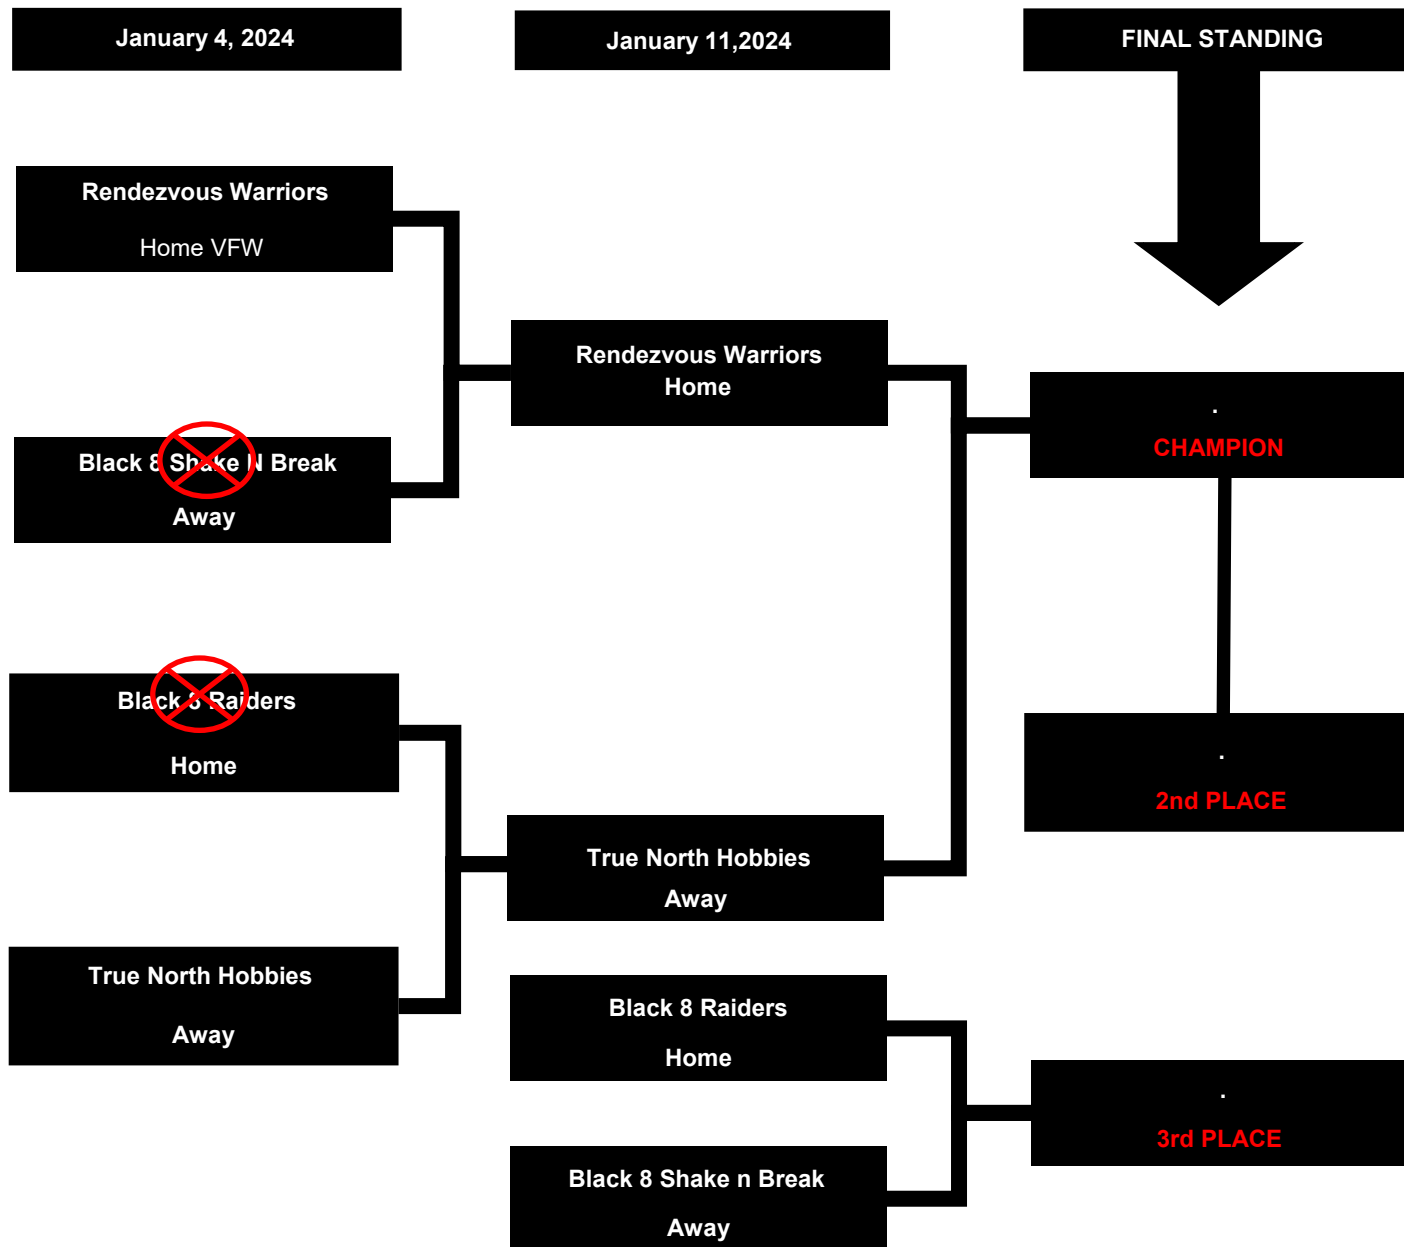 January 4, 2024
January 11,2024
FINAL STANDING
Rendezvous Warriors
Home VFW
Rendezvous Warriors
Home
.
CHAMPION
Black 8 Shake N Break
Away
Black 8 Raiders
Home
.
2nd PLACE
True North Hobbies
Away
True North Hobbies
Away
Black 8 Raiders
Home
.
3rd PLACE
Black 8 Shake n Break
Away